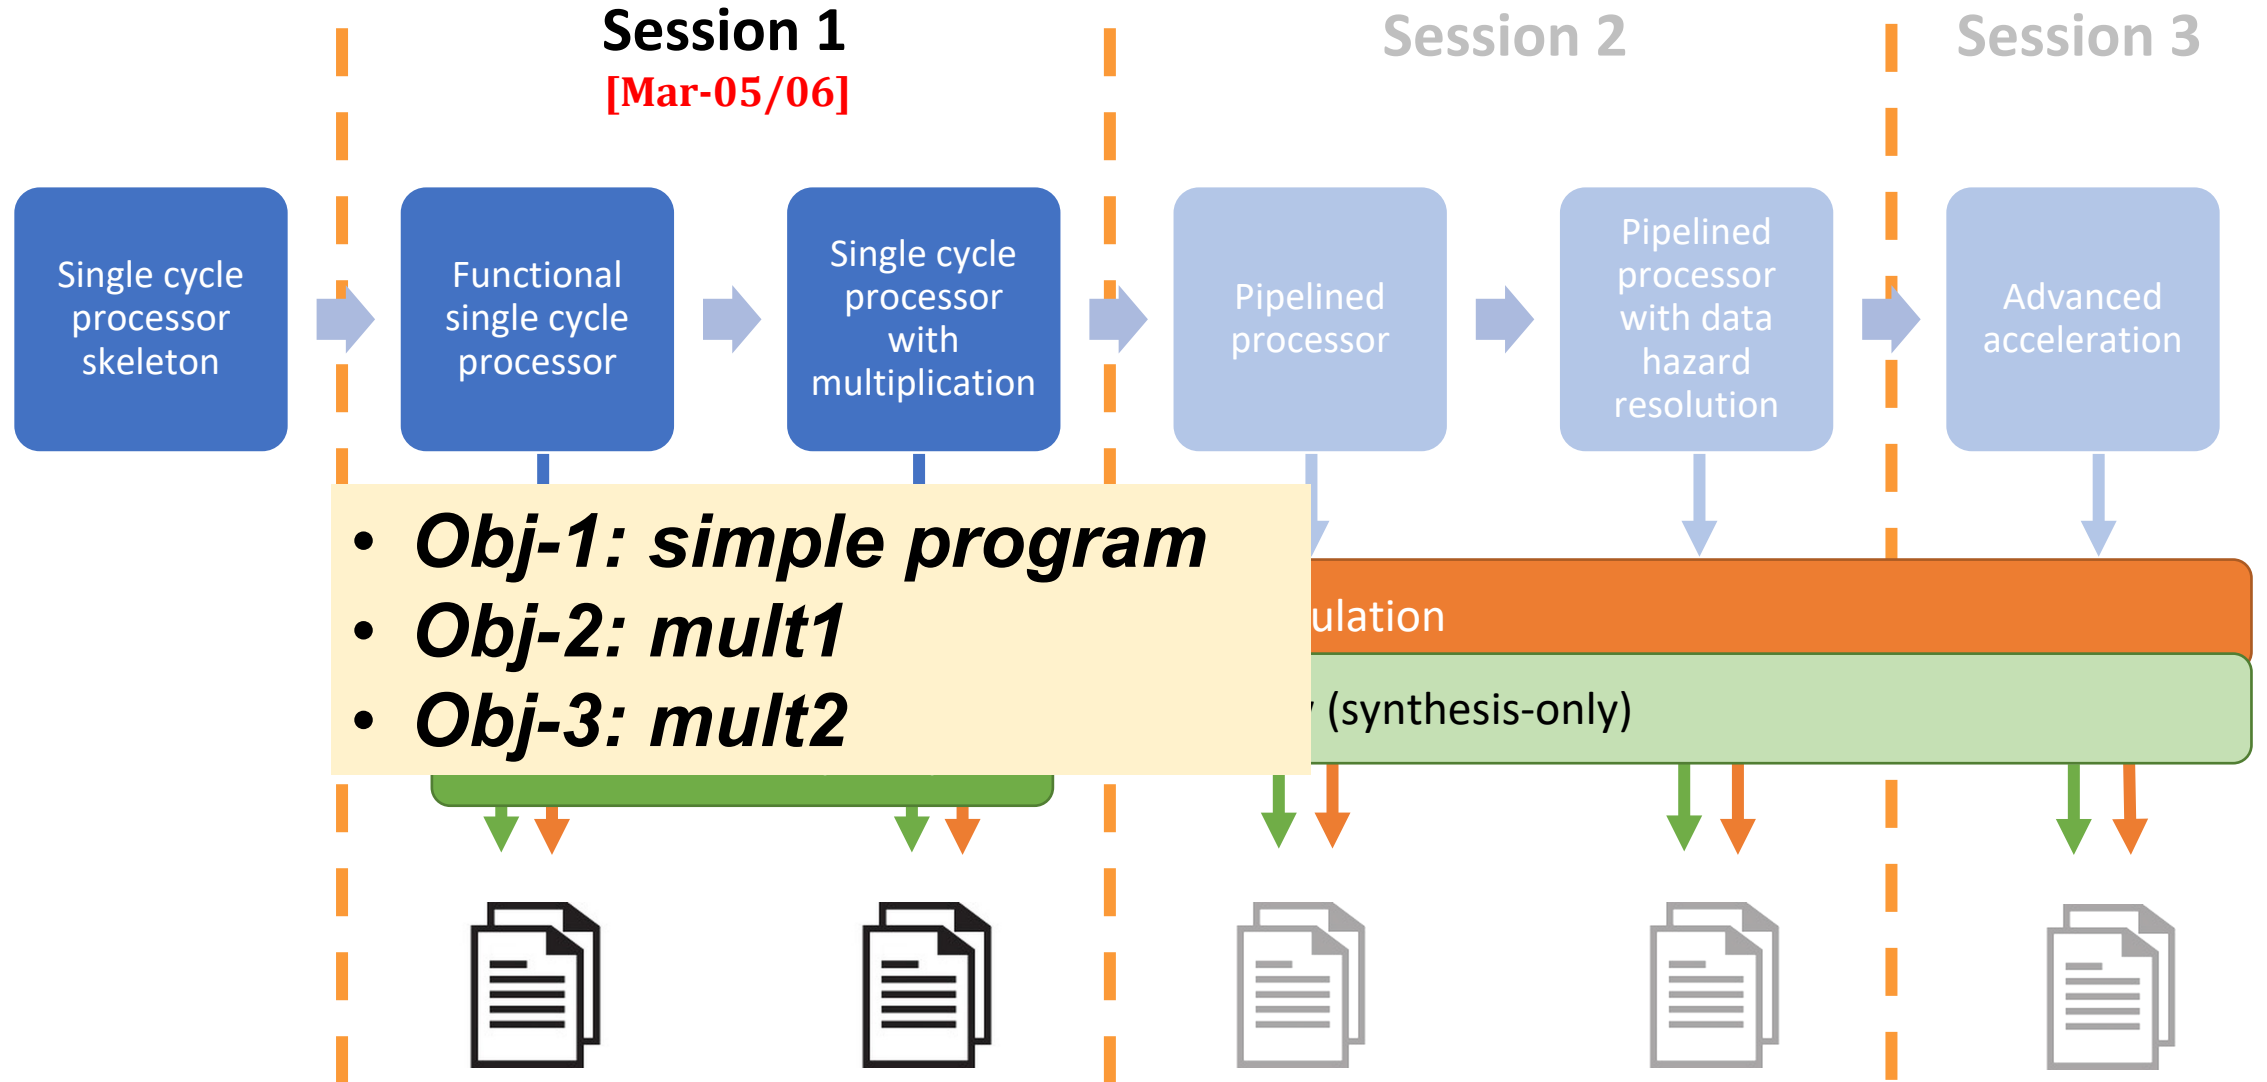 Session 1
[Mar-05/06]
Session 2
Session 3
Single cycle
processor
skeleton
Functional
single cycle
processor
Single cycle
processor
with
multiplication
Pipelined
processor
Pipelined
processor
with data
hazard
resolution
Advanced
acceleration
• Obj-1: simple program
• Obj-2: mult1
• Obj-3: mult2
ulation
(synthesis-only)